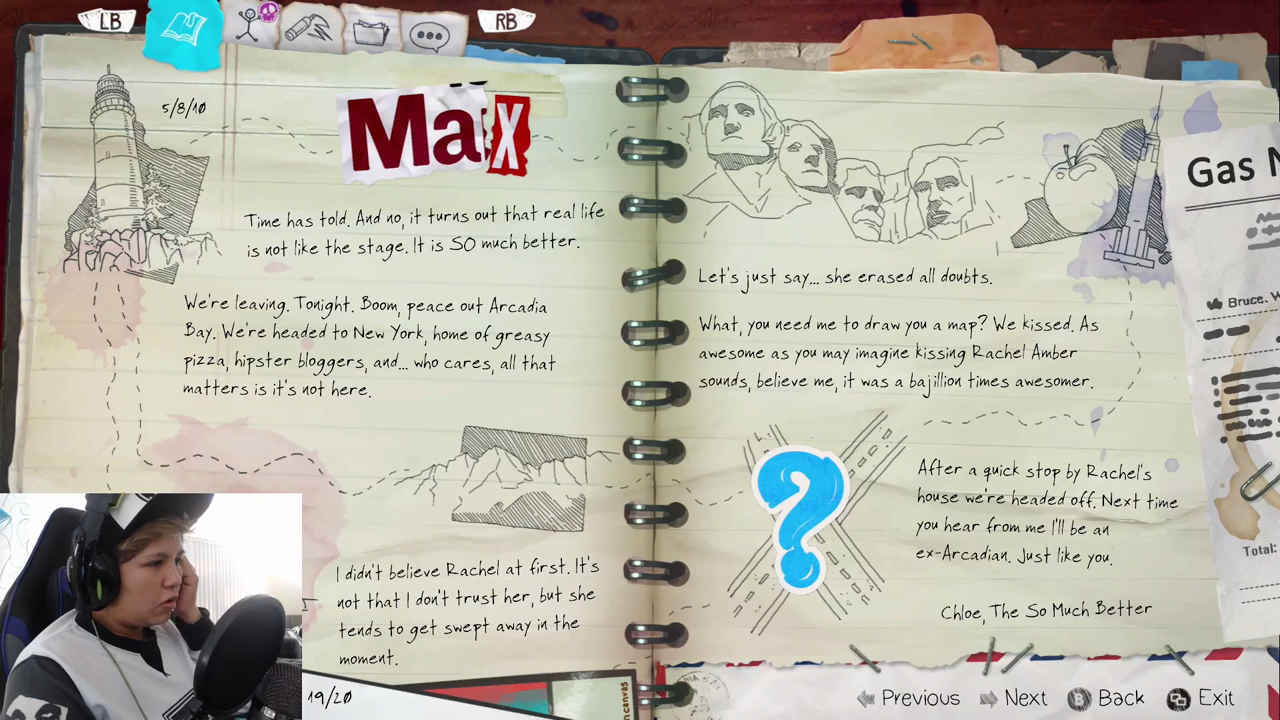 LB
RB
5/8/10
Max
Time has told. And no, it turns out that real life
is not like the stage. It is SO much better.
We're leaving. Tonight. Boom, peace out Arcadia
Bay. We're headed to New York, home of greasy
pizza, hipster bloggers, and... who cares, all that
matters is it's not here.
I didn't believe Rachel at first. It's
not that I don't trust her, but she
tends to get swept away in the
moment.
19/20
Let's just say... she erased all doubts.
What, you need me to draw you a map? We kissed. As
awesome as you may imagine kissing Rachel Amber
sounds, believe me, it was a bajillion times awesomer.
?
After a quick stop by Rachel's
house we're headed off. Next time
you hear from me I'll be an
ex-Arcadian. Just like you.
Chloe, The So Much Better
Gas
Bruce.
Total:
Previous
Next
B Back
Exit